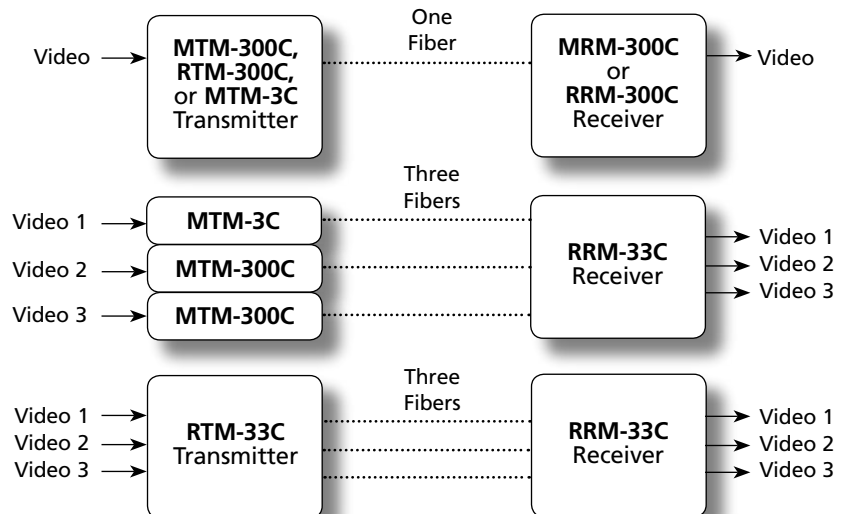 One
Fiber
Video
MTM-300C,
RTM-300C,
or MTM-3C
Transmitter
MRM-300C
or
RRM-300C
Receiver
Video
Three
Fibers
Video 1
MTM-3C
Video 2
MTM-300C
Video 3
MTM-300C
RRM-33C
Receiver
Video 1
Video 2
Video 3
Three
Fibers
Video 1
Video 2
Video 3
RTM-33C
Transmitter
RRM-33C
Receiver
Video 1
Video 2
Video 3